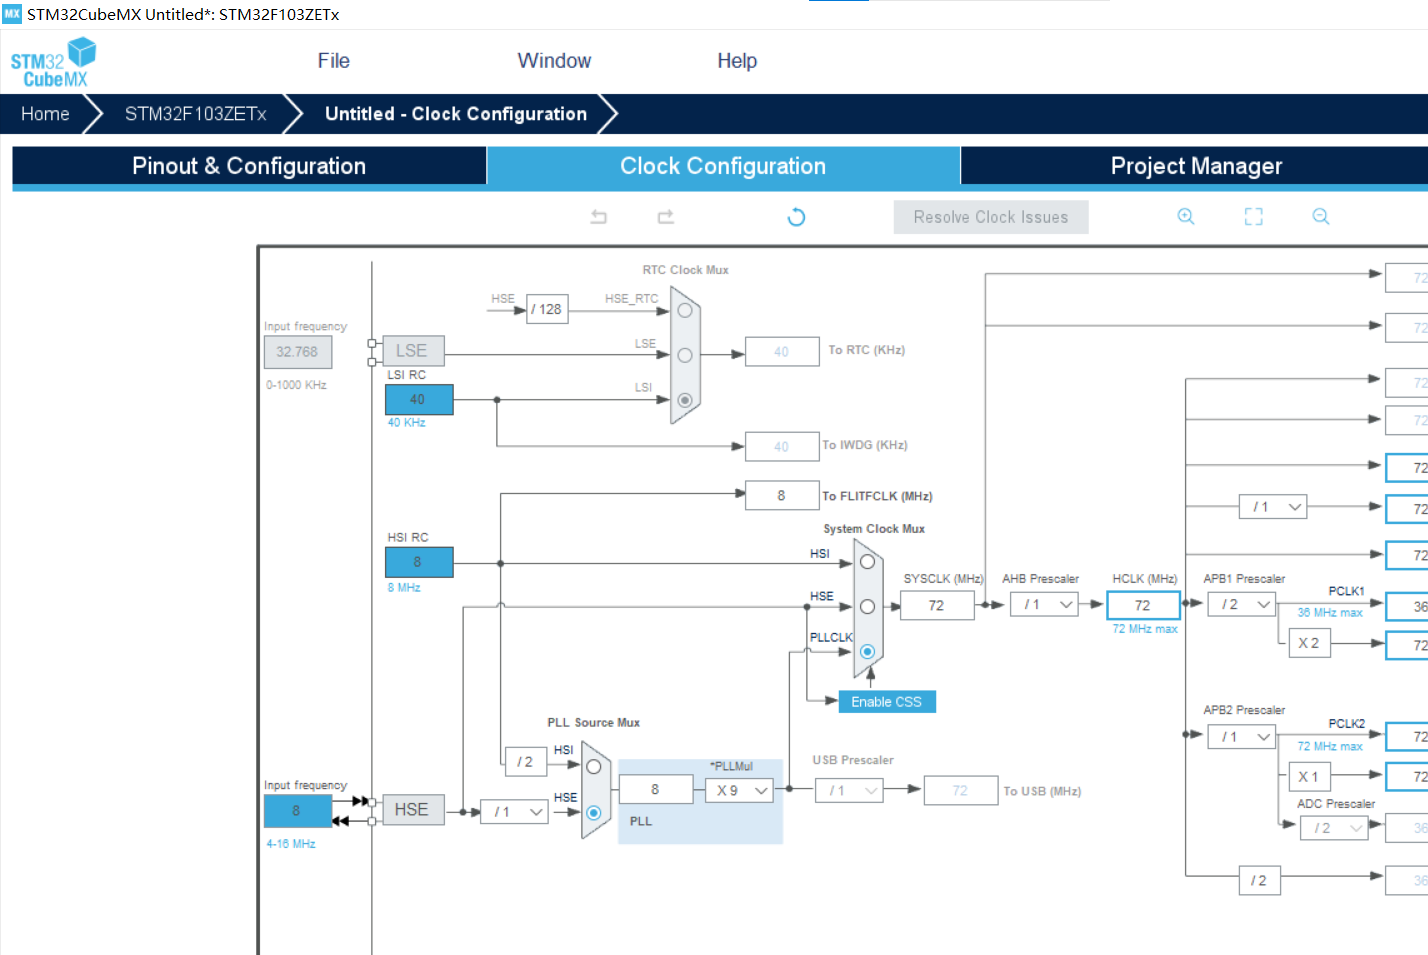 MX STM32CubeMX Untitled*: STM32F103ZETx
STM32
CubeMX
File Window Help
Home STM32F103ZETx Untitled - Clock Configuration
Pinout & Configuration Clock Configuration Project Manager
Resolve Clock Issues
RTC Clock Mux
72
HSE / 128 HSE_RTC
Input frequency
72
32.768
LSE
LSE
40 To RTC (KHz)
0-1000 KHz
LSI RC
72
40
LSI
40 KHz
72
40 To IWDG (KHz)
72
8 To FLITFCLK (MHz)
/ 1
72
System Clock Mux
HSI RC
HSI
72
8
8 MHz
SYSCLK (MHz) AHB Prescaler HCLK (MHz) APB1 Prescaler
HSE
72 / 1 72 / 2
PCLK1
36
36 MHz max
72 MHz max
PLLCLK
X 2
72
Enable CSS
APB2 Prescaler
PLL Source Mux
PCLK2
/ 1
72
72 MHz max
HSI
/ 2
*PLLMul
USB Prescaler
X 1
72
Input frequency
8 X 9
/ 1
72 To USB (MHz)
HSE
8
HSE
/ 1
ADC Prescaler
PLL
/ 2
36
4-16 MHz
/ 2
36